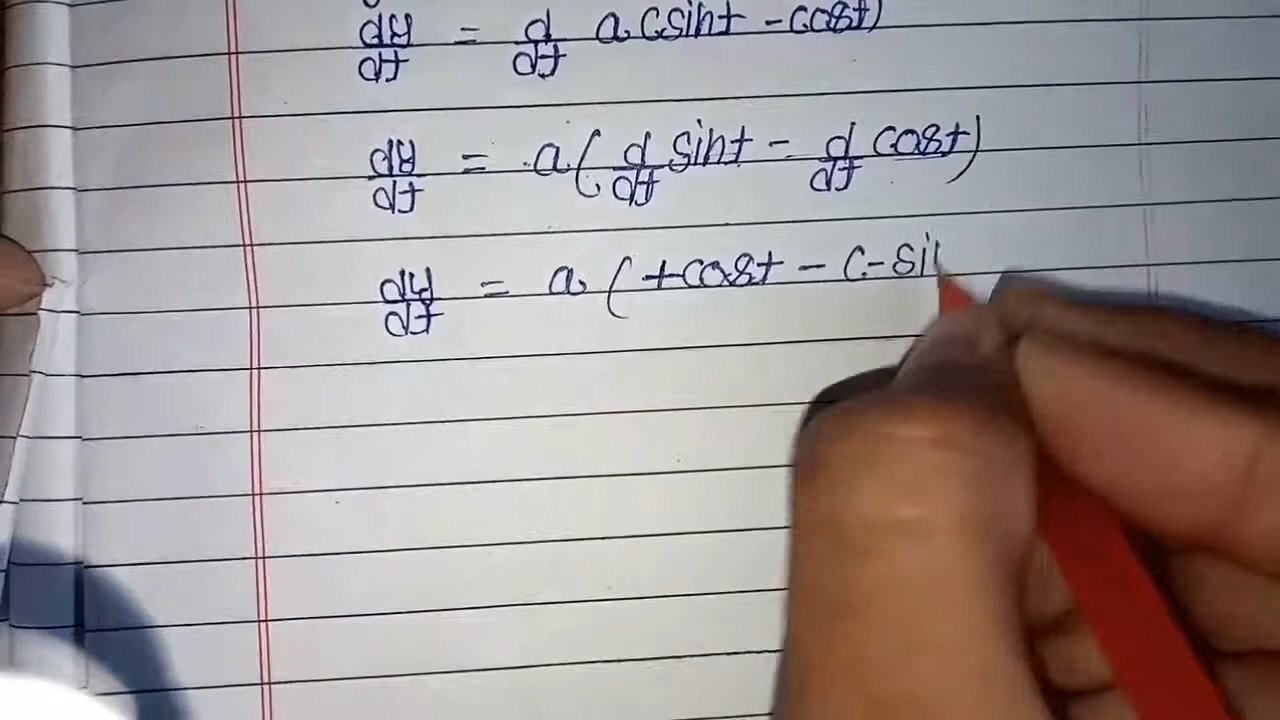 dy/dt = d/dt a (sint - cost)
dy/dt = a( d/dt sint - d/dt cost)
dy/dt = a (+cost - (-si